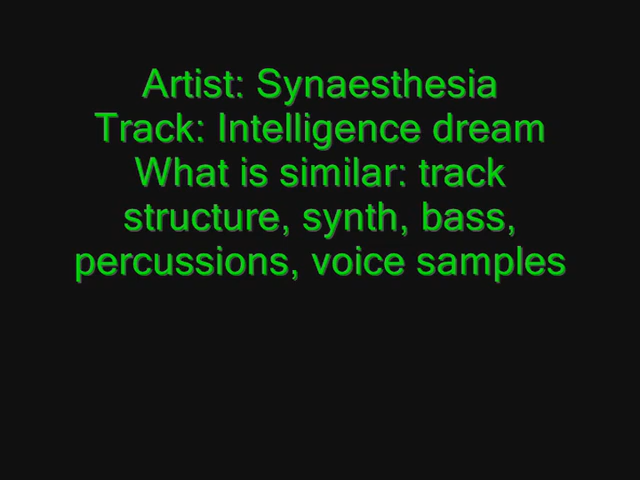 Artist: Synaesthesia
Track: Intelligence dream
What is similar: track
structure, synth, bass,
percussions, voice samples